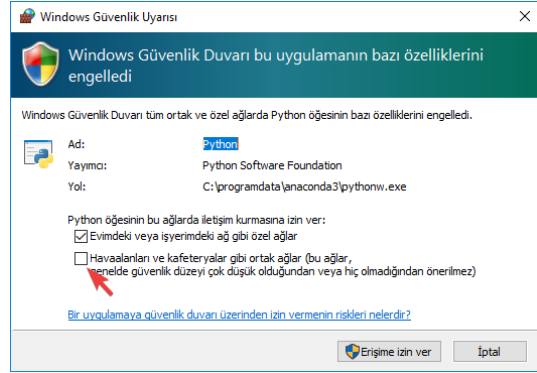 Windows Güvenlik Uyarısı
Windows Güvenlik Duvarı bu uygulamanın bazı özelliklerini
engelledi
Windows Güvenlik Duvarı tüm ortak ve özel ağlarda Python öğesinin bazı özelliklerini engelledi.
Ad: Python
Yayımcı: Python Software Foundation
Yol: C:\programdata\anaconda3\pythonw.exe
Python öğesinin bu ağlarda iletişim kurmasına izin ver:
Evimdeki veya işyerimdeki ağ gibi özel ağlar
Havaalanları ve kafeteryalar gibi ortak ağlar (bu ağlar,
genelde güvenlik düzeyi çok düşük olduğundan veya hiç olmadığından önerilmez)
Bir uygulamaya güvenlik duvarı üzerinden izin vermenin riskleri nelerdir?
Erişime izin ver İptal